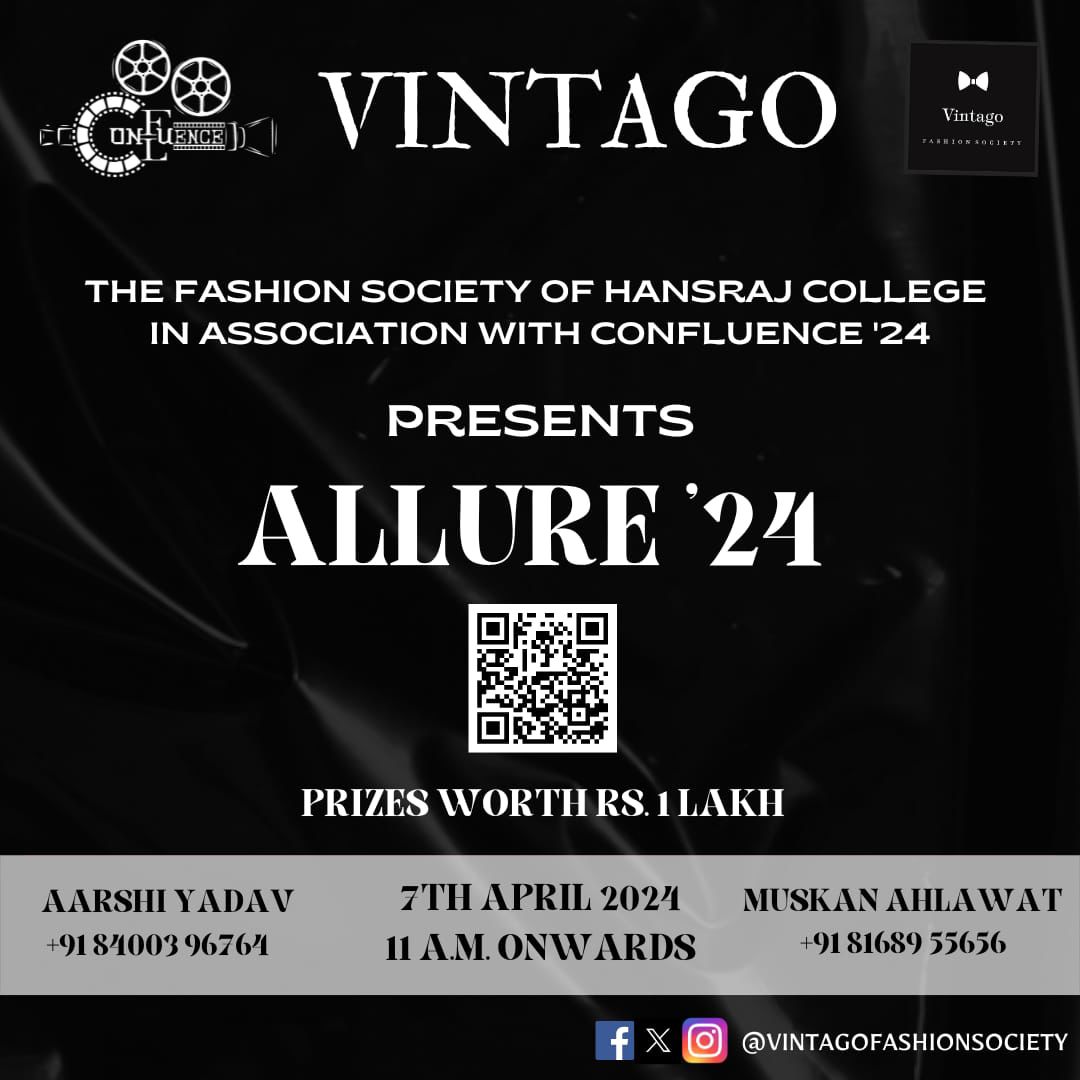 CONFLUENCE
VINTAGO
Vintago
FASHION SOCIETY
THE FASHION SOCIETY OF HANSRAJ COLLEGE
IN ASSOCIATION WITH CONFLUENCE '24
PRESENTS
ALLURE '24
PRIZES WORTH RS. 1 LAKH
AARSHI YADAV
+91 84003 96764
7TH APRIL 2024
11 A.M. ONWARDS
MUSKAN AHLAWAT
+91 81689 55656
@VINTAGOFASHIONSOCIETY